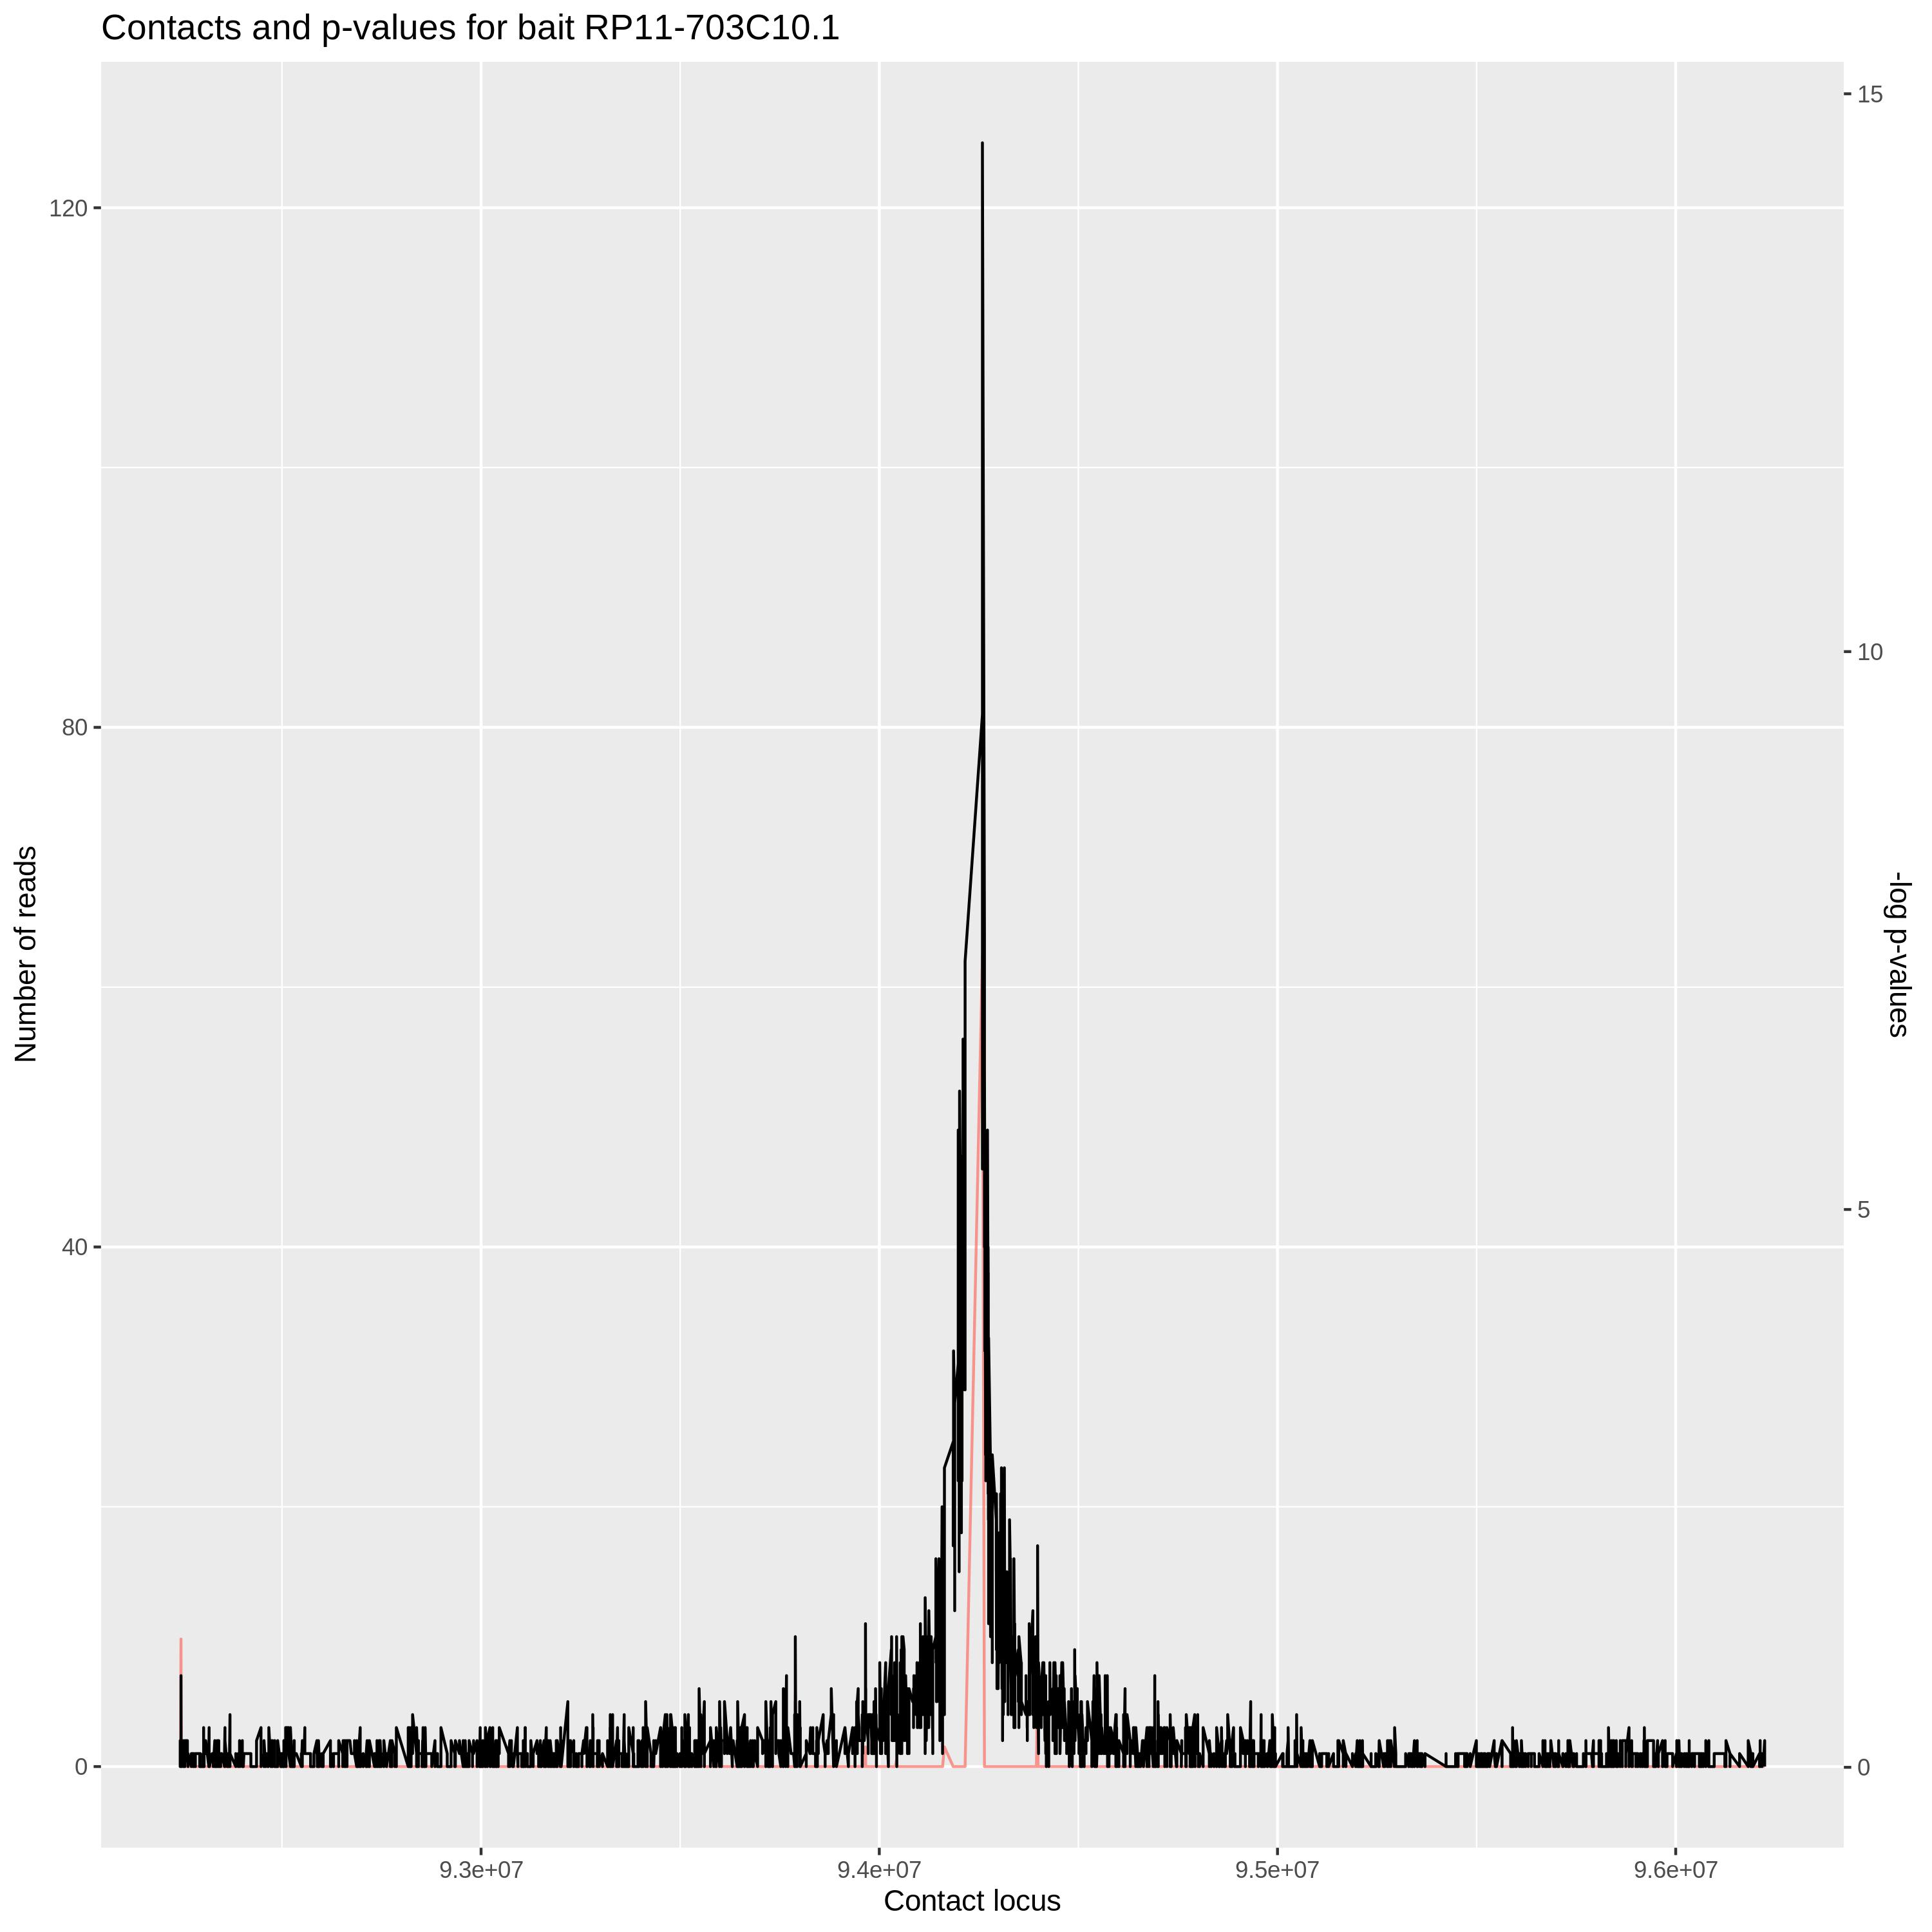 Contacts and p-values for bait RP11-703C10.1
15
120
10
80
Number of reads
-log p-values
5
40
0
0
9.3e+07
9.4e+07
9.5e+07
9.6e+07
Contact locus